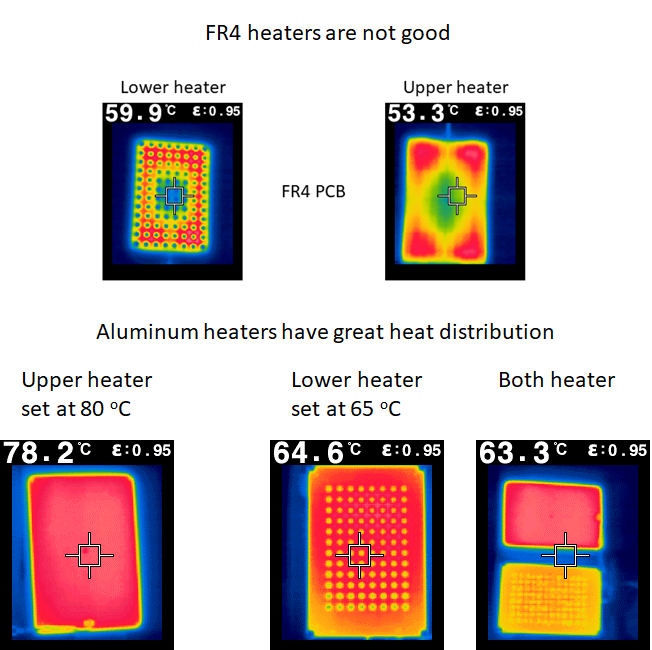 FR4 heaters are not good
Lower heater
Upper heater
59.9°C ε:0.95
53.3°C ε:0.95
FR4 PCB
Aluminum heaters have great heat distribution
Upper heater
set at 80 °C
Lower heater
set at 65 °C
Both heater
78.2°C ε:0.95
64.6°C ε:0.95
63.3°C ε:0.95